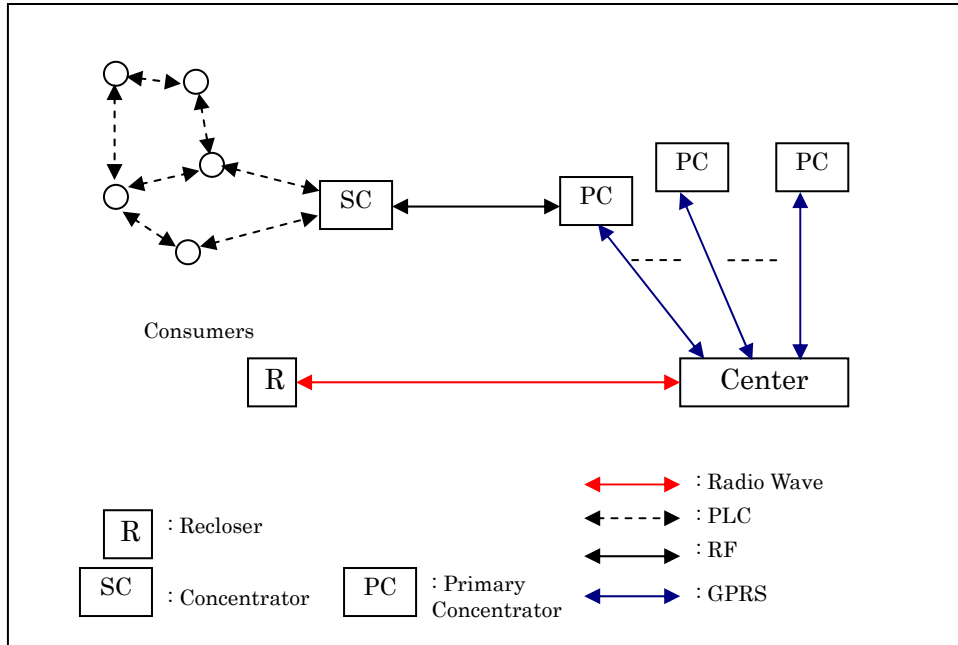 PC
PC
SC
PC
Consumers
R
Center
: Radio Wave
R
: Recloser
: PLC
: RF
SC
: Concentrator
PC
: Primary
Concentrator
: GPRS